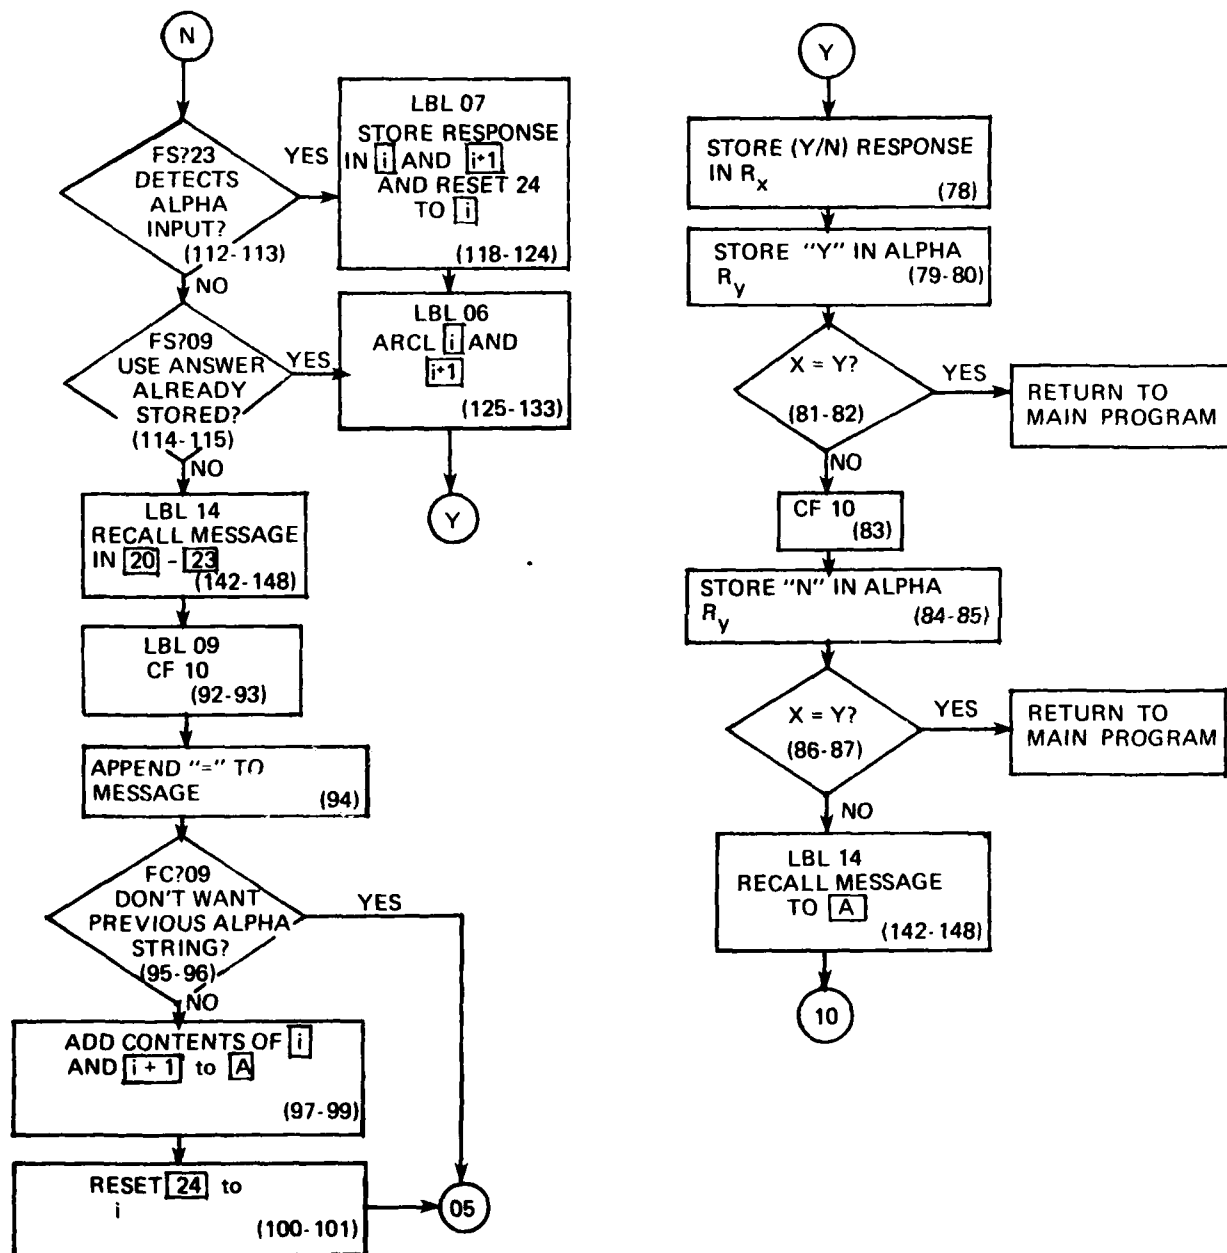 N
FS?23
DETECTS
ALPHA
INPUT?
(112-113)
YES
NO
LBL 07
STORE RESPONSE
IN i AND i+1
AND RESET 24
TO i
(118-124)
FS?09
USE ANSWER
ALREADY
STORED?
(114-115)
YES
NO
LBL 06
ARCL i AND
i+1
(125-133)
Y
LBL 14
RECALL MESSAGE
IN 20 - 23
(142-148)
LBL 09
CF 10
(92-93)
APPEND "=" TO
MESSAGE
(94)
FC?09
DON'T WANT
PREVIOUS ALPHA
STRING?
(95-96)
YES
NO
ADD CONTENTS OF i
AND i + 1 to A
(97-99)
RESET 24 to
i
(100-101)
05
Y
STORE (Y/N) RESPONSE
IN Rx
(78)
STORE "Y" IN ALPHA
Ry
(79-80)
X = Y?
(81-82)
YES
RETURN TO
MAIN PROGRAM
NO
CF 10
(83)
STORE "N" IN ALPHA
Ry
(84-85)
X = Y?
(86-87)
YES
RETURN TO
MAIN PROGRAM
NO
LBL 14
RECALL MESSAGE
TO A
(142-148)
10